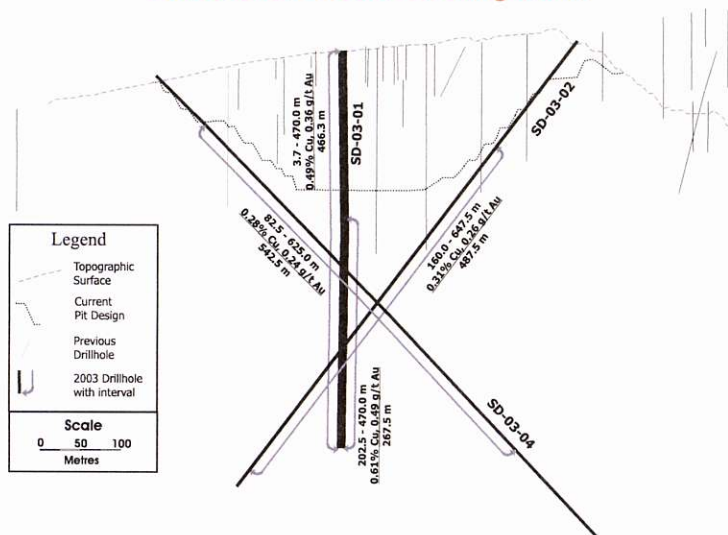 3.7 - 470.0 m
0.49% Cu, 0.36 g/t Au
466.3 m
SD-03-01
SD-03-02
82.5 - 625.0 m
0.28% Cu, 0.24 g/t Au
542.5 m
160.0 - 647.5 m
0.31% Cu, 0.26 g/t Au
487.5 m
202.5 - 470.0 m
0.61% Cu, 0.49 g/t Au
267.5 m
SD-03-04
Legend
Topographic
Surface
Current
Pit Design
Previous
Drillhole
2003 Drillhole
with interval
Scale
0 50 100
Metres